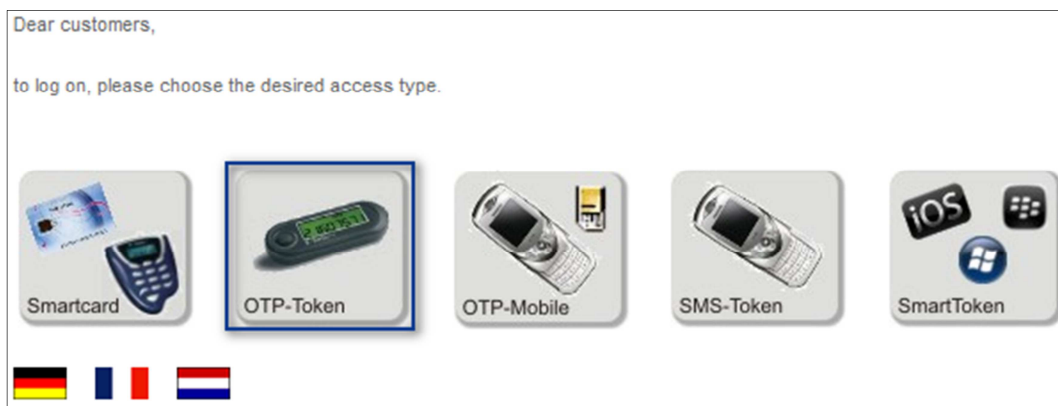 Dear customers,
to log on, please choose the desired access type.
iOS
Smartcard
OTP-Token
OTP-Mobile
SMS-Token
SmartToken